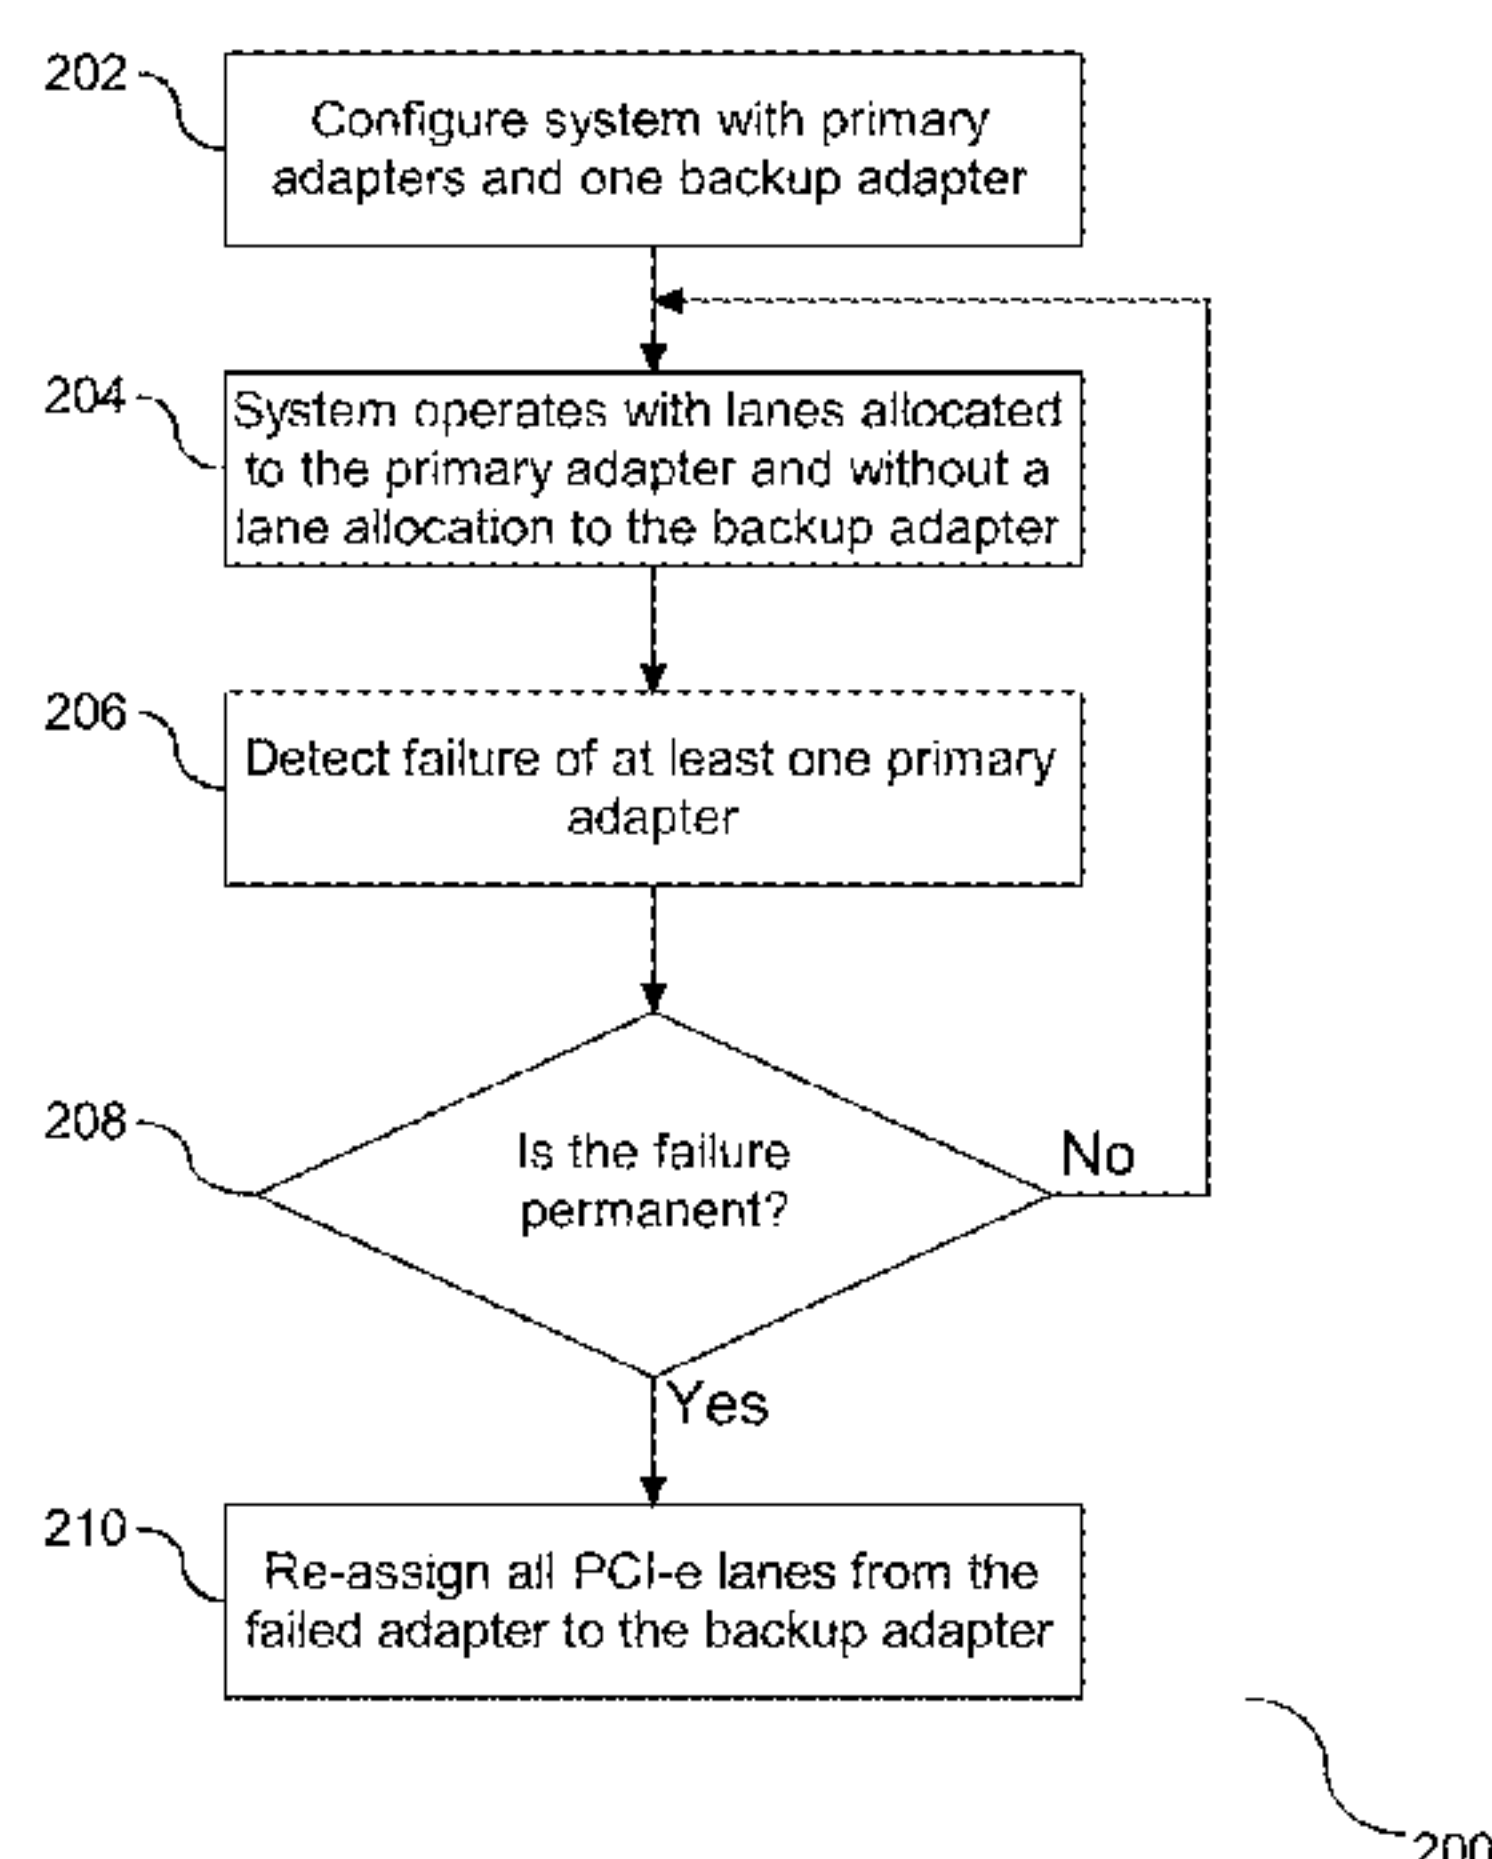 202
Configure system with primary
adapters and one backup adapter
204
System operates with lanes allocated
to the primary adapter and without a
lane allocation to the backup adapter
206
Detect failure of at least one primary
adapter
208
Is the failure
permanent?
No
Yes
210
Re-assign all PCI-e lanes from the
failed adapter to the backup adapter
200